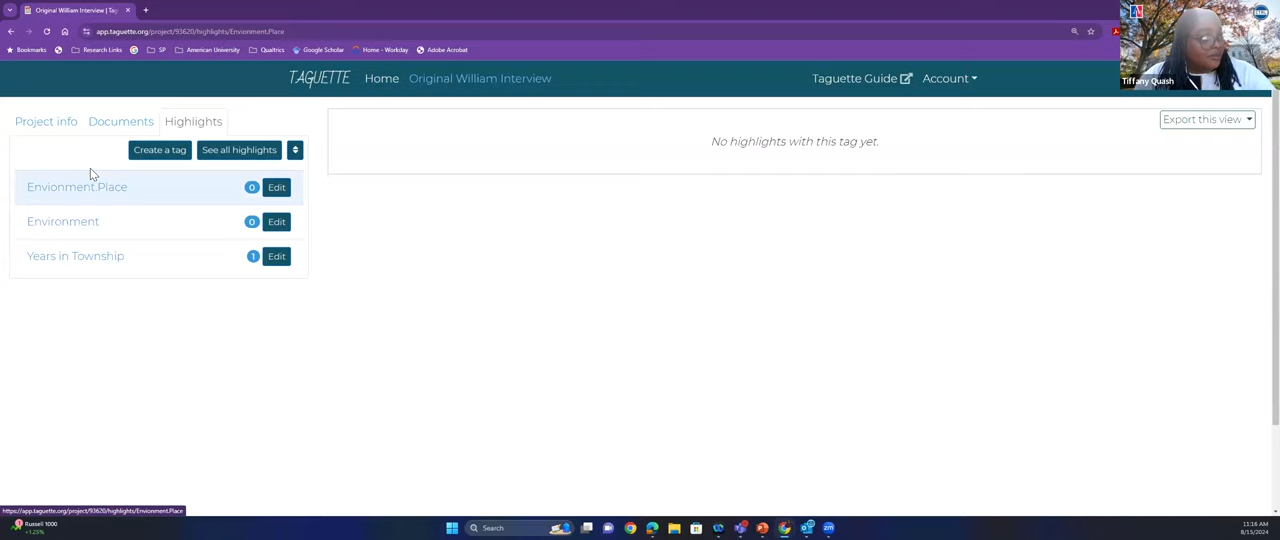 Original William Interview | Tag
app.taguette.org/project/93620/highlights/Envionment.Place
Bookmarks
Research Links
SP
American University
Qualtrics
Google Scholar
Home - Workday
Adobe Acrobat
TAGUETTE
Home
Original William Interview
Taguette Guide
Account
Tiffany Quash
Project info
Documents
Highlights
Export this view
No highlights with this tag yet.
Create a tag
See all highlights
Envionment.Place
0
Edit
Environment
0
Edit
Years in Township
1
Edit
https://app.taguette.org/project/93620/highlights/Envionment.Place
Russell 1000
+1.25%
Search
11:16 AM
8/15/2024